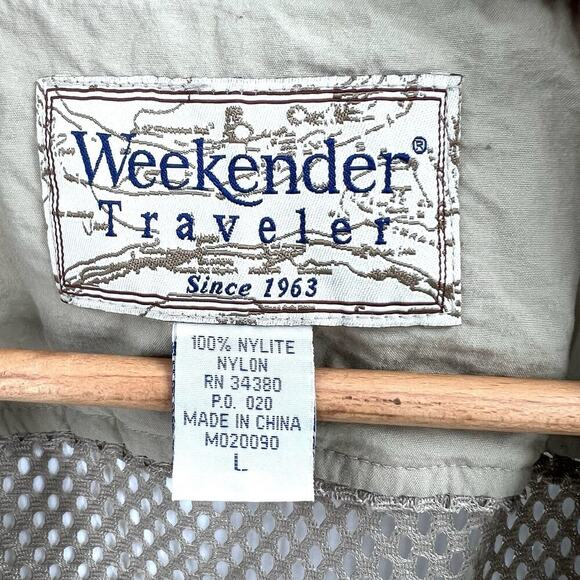 Weekender®
Traveler
Since 1963
100% NYLITE
NYLON
RN 34380
P.O. 020
MADE IN CHINA
M020090
L